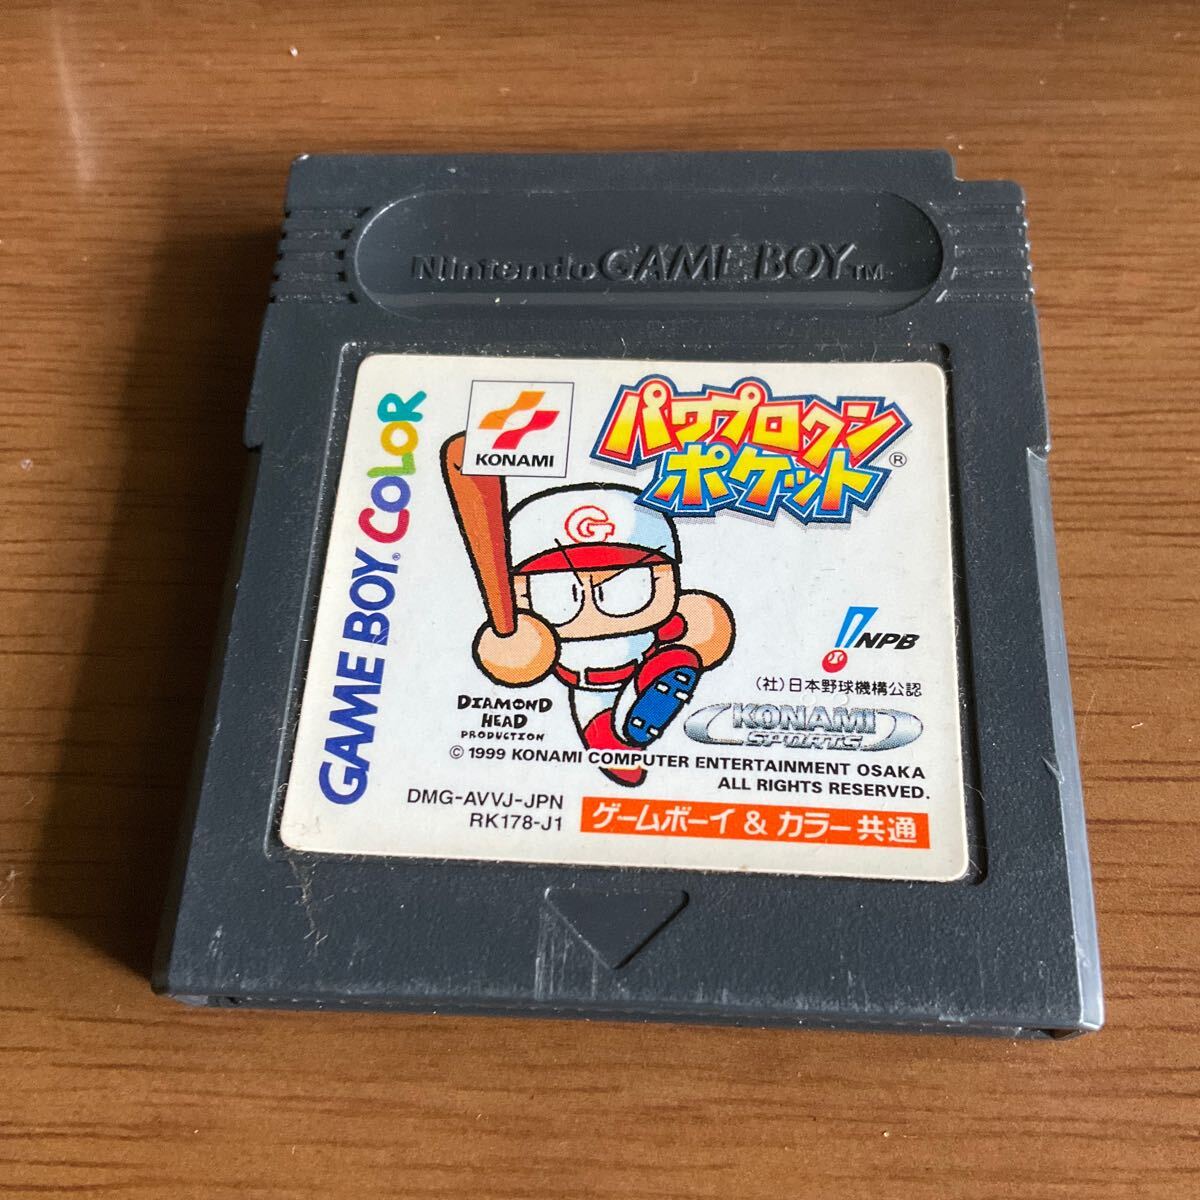 Nintendo GAME BOY TM
GAME BOY® COLOR
KONAMI
パワプロクン
ポケット®
G
NPB
(社)日本野球機構公認
DIAMOND
HEAD
PRODUCTION
KONAMI
SPORTS
© 1999 KONAMI COMPUTER ENTERTAINMENT OSAKA
ALL RIGHTS RESERVED.
DMG-AVVJ-JPN
RK178-J1
ゲームボーイ & カラー共通